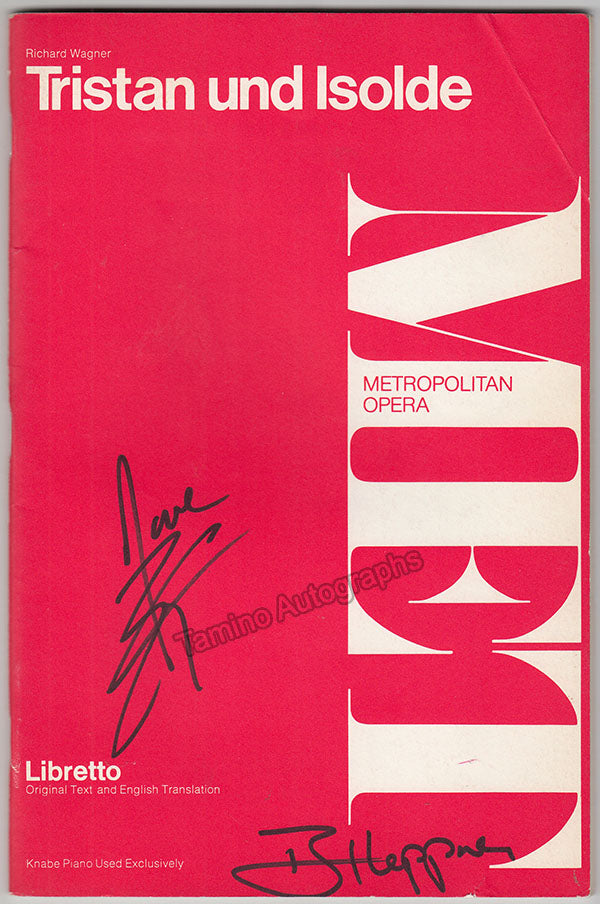 Richard Wagner
Tristan und Isolde
MET
METROPOLITAN
OPERA
Tamino Autographs
Libretto
Original Text and English Translation
Heppner
Knabe Piano Used Exclusively